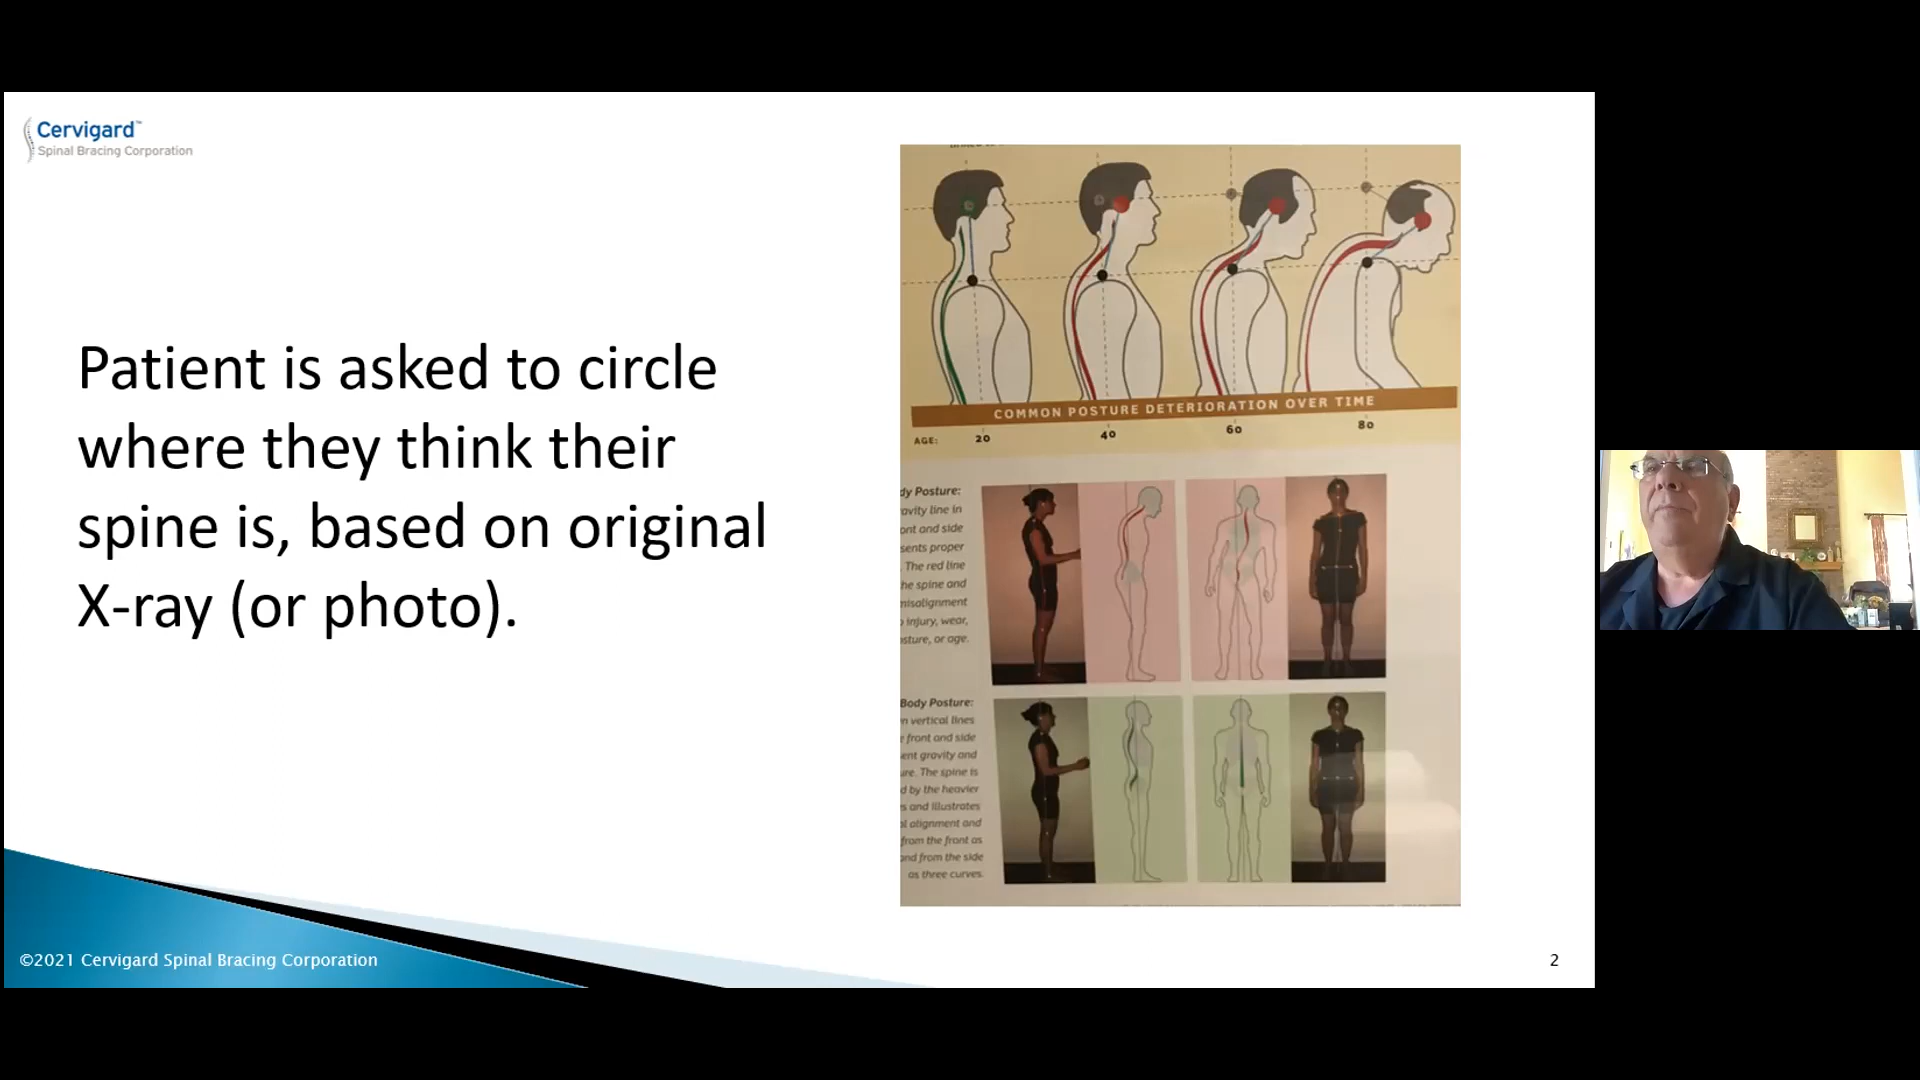 Cervigard™
Spinal Bracing Corporation
Patient is asked to circle
where they think their
spine is, based on original
X-ray (or photo).
COMMON POSTURE DETERIORATION OVER TIME
AGE: 20 40 60 80
dy Posture:
avity line in
ont and side
sents proper
. The red line
he spine and
misalignment
injury, wear,
sture, or age.
Body Posture:
n vertical lines
front and side
ent gravity and
ure. The spine is
d by the heavier
s and illustrates
al alignment and
from the front as
and from the side
as three curves.
©2021 Cervigard Spinal Bracing Corporation
2